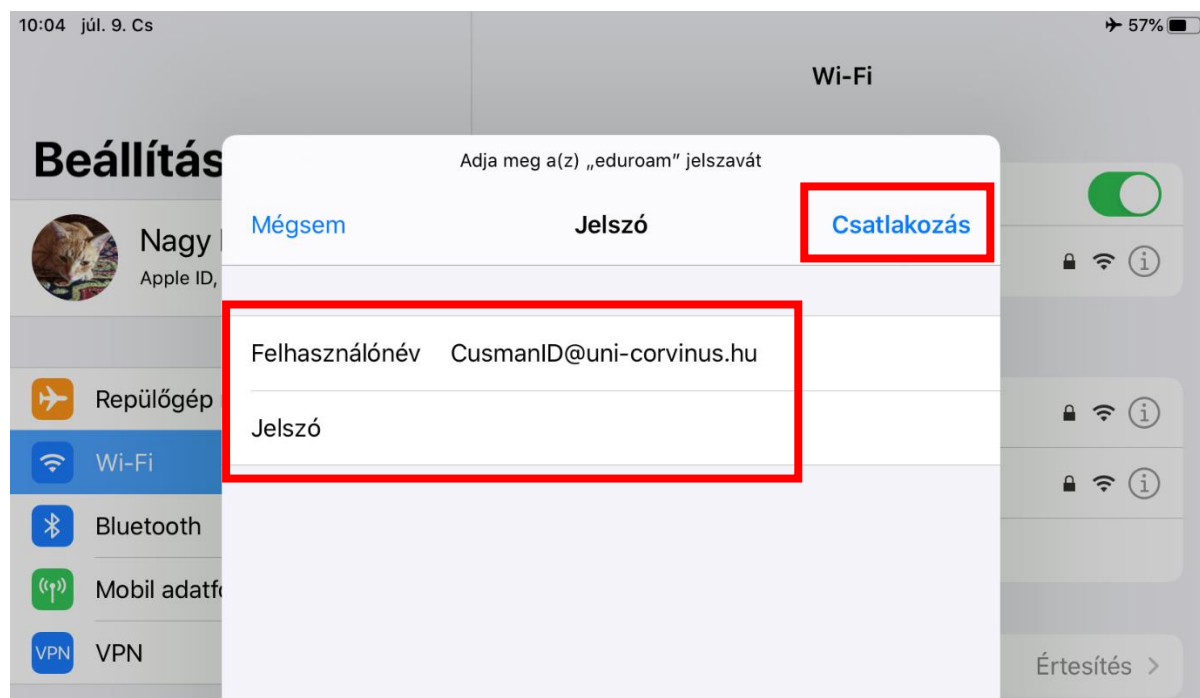 10:04 júl. 9. Cs
57%
Wi-Fi
Beállítás
Adja meg a(z) „eduroam” jelszavát
Mégsem
Jelszó
Csatlakozás
Nagy
Apple ID,
Felhasználónév CusmanID@uni-corvinus.hu
Jelszó
Repülőgép
Wi-Fi
Bluetooth
Mobil adatfo
VPN VPN
Értesítés